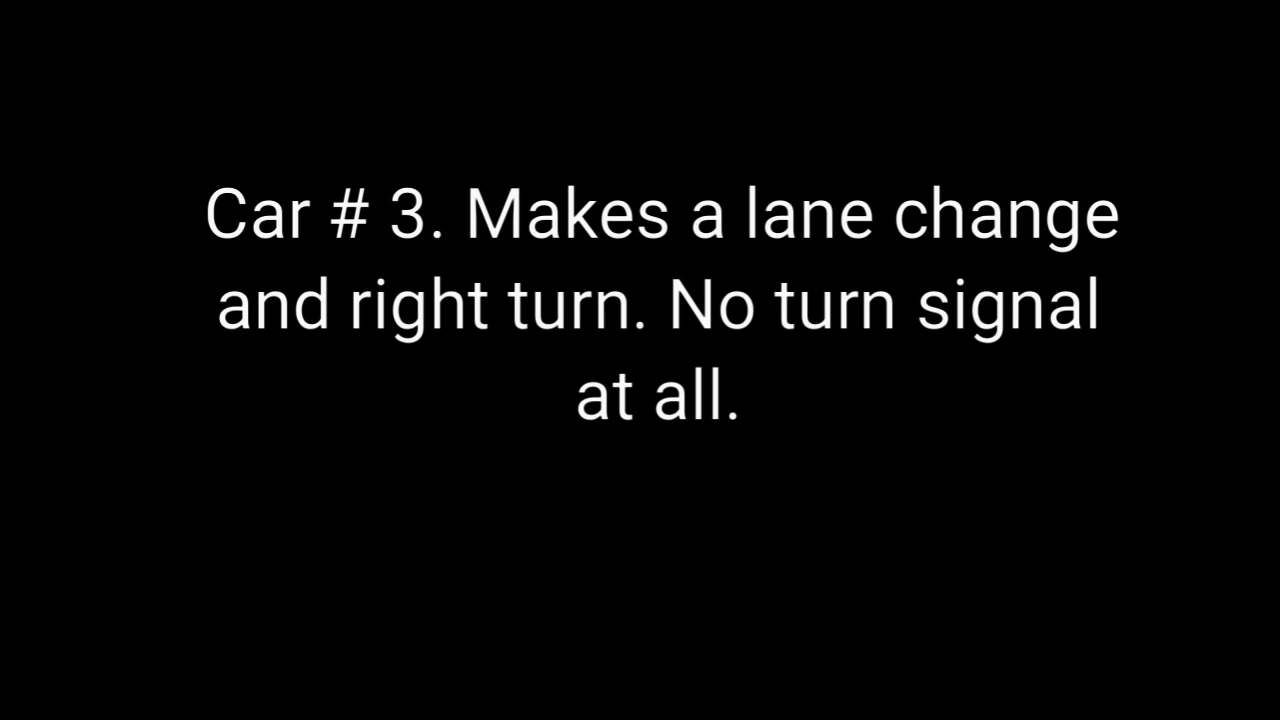 Car # 3. Makes a lane change
and right turn. No turn signal
at all.